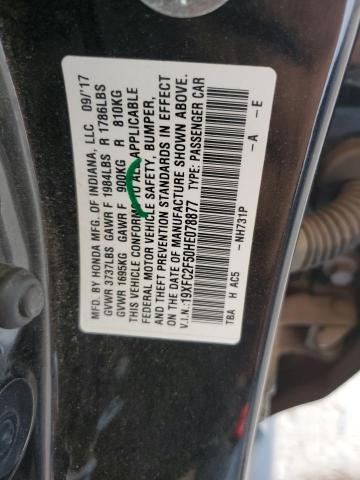 MFD. BY HONDA MFG. OF INDIANA, LLC 09/'17
GVWR 3737LBS GAWR F 1984LBS R 1786LBS
GVWR 1695KG GAWR F 900KG R 810KG
THIS VEHICLE CONFORMS TO ALL APPLICABLE
FEDERAL MOTOR VEHICLE SAFETY, BUMPER,
AND THEFT PREVENTION STANDARDS IN EFFECT
ON THE DATE OF MANUFACTURE SHOWN ABOVE.
V.I.N.:19XFC2F50HE078877 TYPE: PASSENGER CAR
TBA H AC5 -NH731P -A -E